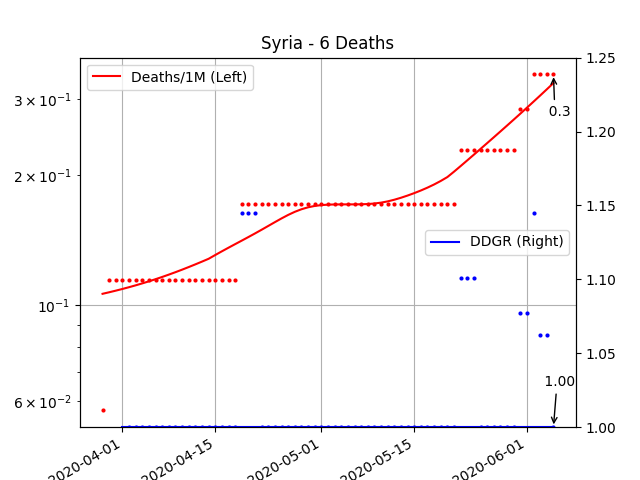 Syria - 6 Deaths
Deaths/1M (Left)
DDGR (Right)
3 × 10⁻¹
2 × 10⁻¹
10⁻¹
6 × 10⁻²
1.25
1.20
1.15
1.10
1.05
1.00
0.3
1.00
2020-04-01
2020-04-15
2020-05-01
2020-05-15
2020-06-01